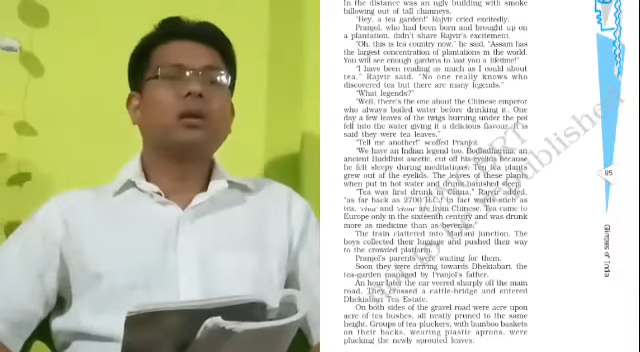 In the distance was an ugly building with smoke
billowing out of tall chimneys.
"Hey, a tea garden!" Rajvir cried excitedly.
Pranjol, who had been born and brought up on
a plantation, didn't share Rajvir's excitement.
"Oh, this is tea country now," he said. "Assam has
the largest concentration of plantations in the world.
You will see enough gardens to last you a lifetime!"
"I have been reading as much as I could about
tea," Rajvir said. "No one really knows who
discovered tea but there are many legends."
"What legends?"
"Well, there's the one about the Chinese emperor
who always boiled water before drinking it. One
day a few leaves of the twigs burning under the pot
fell into the water giving it a delicious flavour. It is
said they were tea leaves."
"Tell me another!" scoffed Pranjol.
"We have an Indian legend too. Bodhidharma, an
ancient Buddhist ascetic, cut off his eyelids because
he felt sleepy during meditations. Ten tea plants
grew out of the eyelids. The leaves of these plants
when put in hot water and drunk banished sleep.
"Tea was first drunk in China," Rajvir added,
"as far back as 2700 B.C.! In fact words such as
tea, 'chai' and 'chini' are from Chinese. Tea came to
Europe only in the sixteenth century and was drunk
more as medicine than as beverage."
The train clattered into Mariani junction. The
boys collected their luggage and pushed their way
to the crowded platform.
Pranjol's parents were waiting for them.
Soon they were driving towards Dhekiabari, the
tea-garden managed by Pranjol's father.
An hour later the car veered sharply off the main
road. They crossed a cattle-bridge and entered
Dhekiabari Tea Estate.
On both sides of the gravel-road were acre upon
acre of tea bushes, all neatly pruned to the same
height. Groups of tea-pluckers, with bamboo baskets
on their backs, wearing plastic aprons, were
plucking the newly sprouted leaves.
95
Glimpses of India